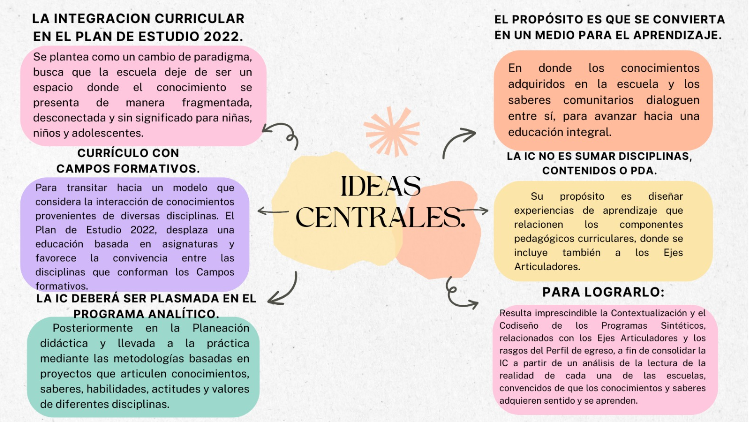 LA INTEGRACION CURRICULAR
EN EL PLAN DE ESTUDIO 2022.
Se plantea como un cambio de paradigma,
busca que la escuela deje de ser un
espacio donde el conocimiento se
presenta de manera fragmentada,
desconectada y sin significado para niñas,
niños y adolescentes.
CURRÍCULO CON
CAMPOS FORMATIVOS.
Para transitar hacia un modelo que
considera la interacción de conocimientos
provenientes de diversas disciplinas. El
Plan de Estudio 2022, desplaza una
educación basada en asignaturas y
favorece la convivencia entre las
disciplinas que conforman los Campos
formativos.
LA IC DEBERÁ SER PLASMADA EN EL
PROGRAMA ANALÍTICO.
Posteriormente en la Planeación
didáctica y llevada a la práctica
mediante las metodologías basadas en
proyectos que articulen conocimientos,
saberes, habilidades, actitudes y valores
de diferentes disciplinas.
IDEAS
CENTRALES.
EL PROPÓSITO ES QUE SE CONVIERTA
EN UN MEDIO PARA EL APRENDIZAJE.
En donde los conocimientos
adquiridos en la escuela y los
saberes comunitarios dialoguen
entre sí, para avanzar hacia una
educación integral.
LA IC NO ES SUMAR DISCIPLINAS,
CONTENIDOS O PDA.
Su propósito es diseñar
experiencias de aprendizaje que
relacionen los componentes
pedagógicos curriculares, donde se
incluye también a los Ejes
Articuladores.
PARA LOGRARLO:
Resulta imprescindible la Contextualización y el
Codiseño de los Programas Sintéticos,
relacionados con los Ejes Articuladores y los
rasgos del Perfil de egreso, a fin de consolidar la
IC a partir de un análisis de la lectura de la
realidad de cada una de las escuelas,
convencidos de que los conocimientos y saberes
adquieren sentido y se aprenden.